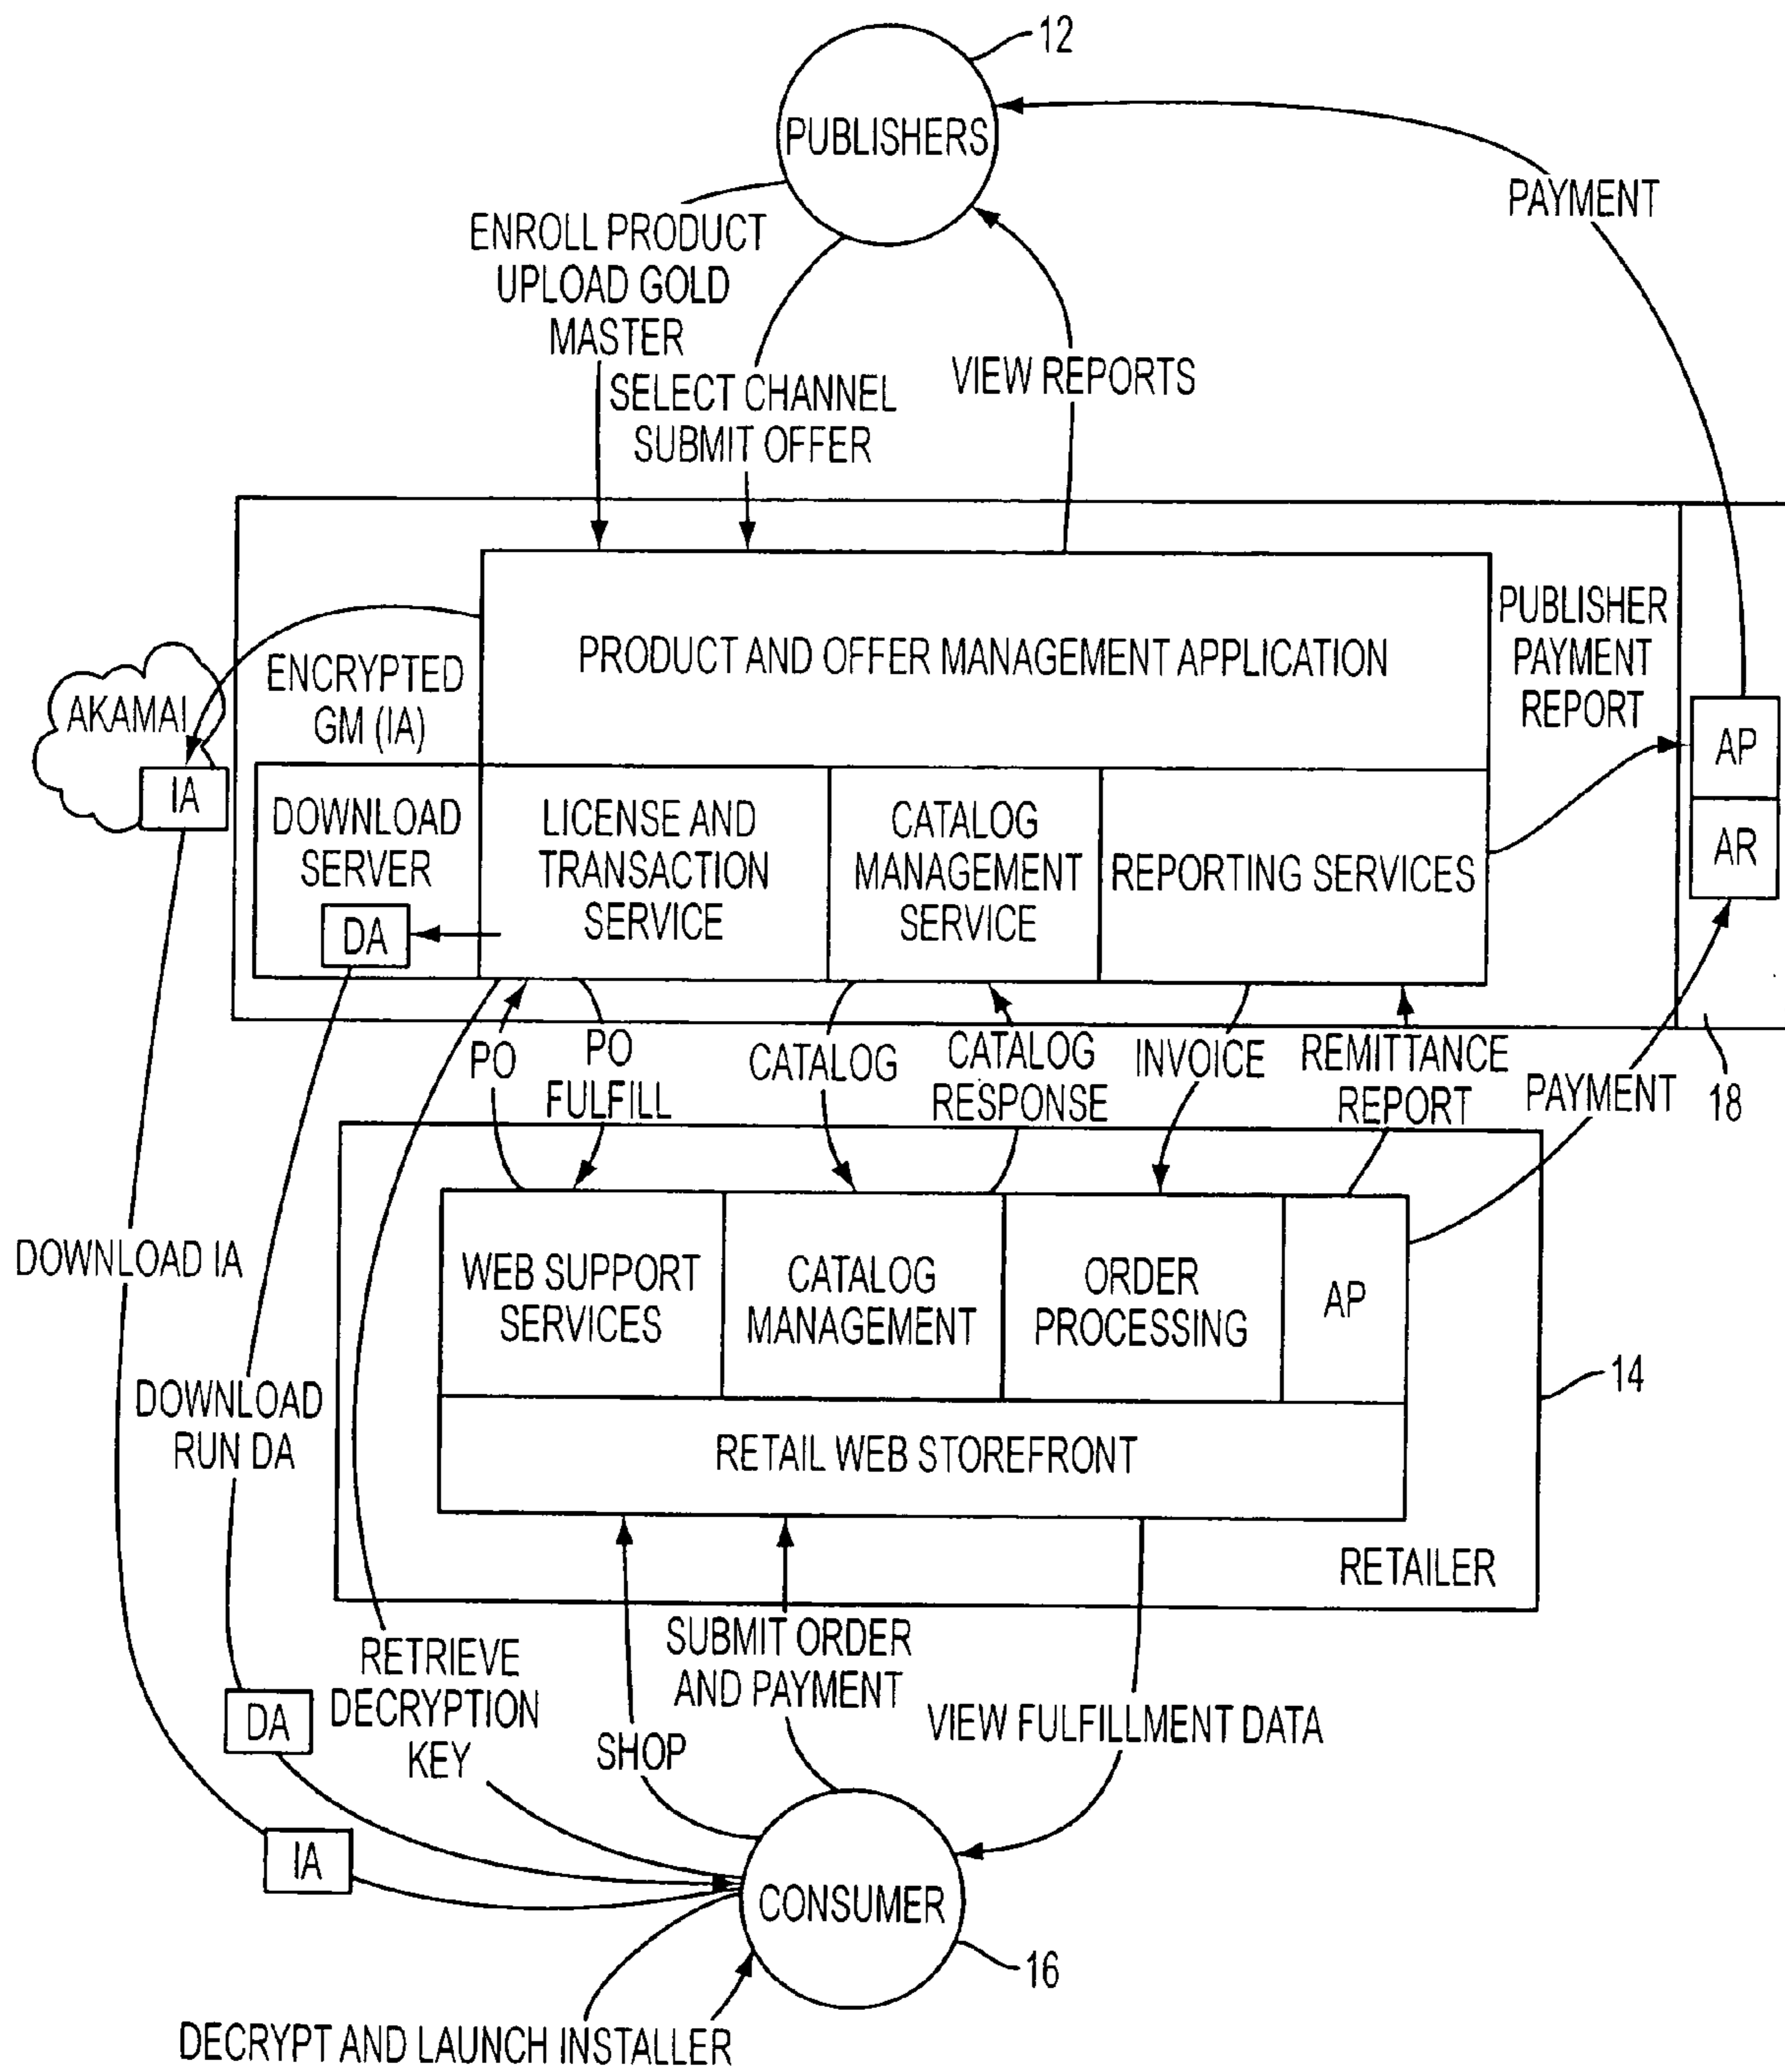 12
PUBLISHERS
PAYMENT
ENROLL PRODUCT
UPLOAD GOLD
MASTER
SELECT CHANNEL
SUBMIT OFFER
VIEW REPORTS
PRODUCT AND OFFER MANAGEMENT APPLICATION
PUBLISHER
PAYMENT
REPORT
ENCRYPTED
GM (IA)
AKAMAI
IA
AP
AR
DOWNLOAD
SERVER
DA
LICENSE AND
TRANSACTION
SERVICE
CATALOG
MANAGEMENT
SERVICE
REPORTING SERVICES
PO
PO
FULFILL
CATALOG
CATALOG
RESPONSE
INVOICE
REMITTANCE
REPORT
PAYMENT
18
DOWNLOAD IA
WEB SUPPORT
SERVICES
CATALOG
MANAGEMENT
ORDER
PROCESSING
AP
14
DOWNLOAD
RUN DA
RETAIL WEB STOREFRONT
RETAILER
RETRIEVE
DECRYPTION
KEY
SUBMIT ORDER
AND PAYMENT
SHOP
VIEW FULFILLMENT DATA
DA
IA
CONSUMER
16
DECRYPT AND LAUNCH INSTALLER